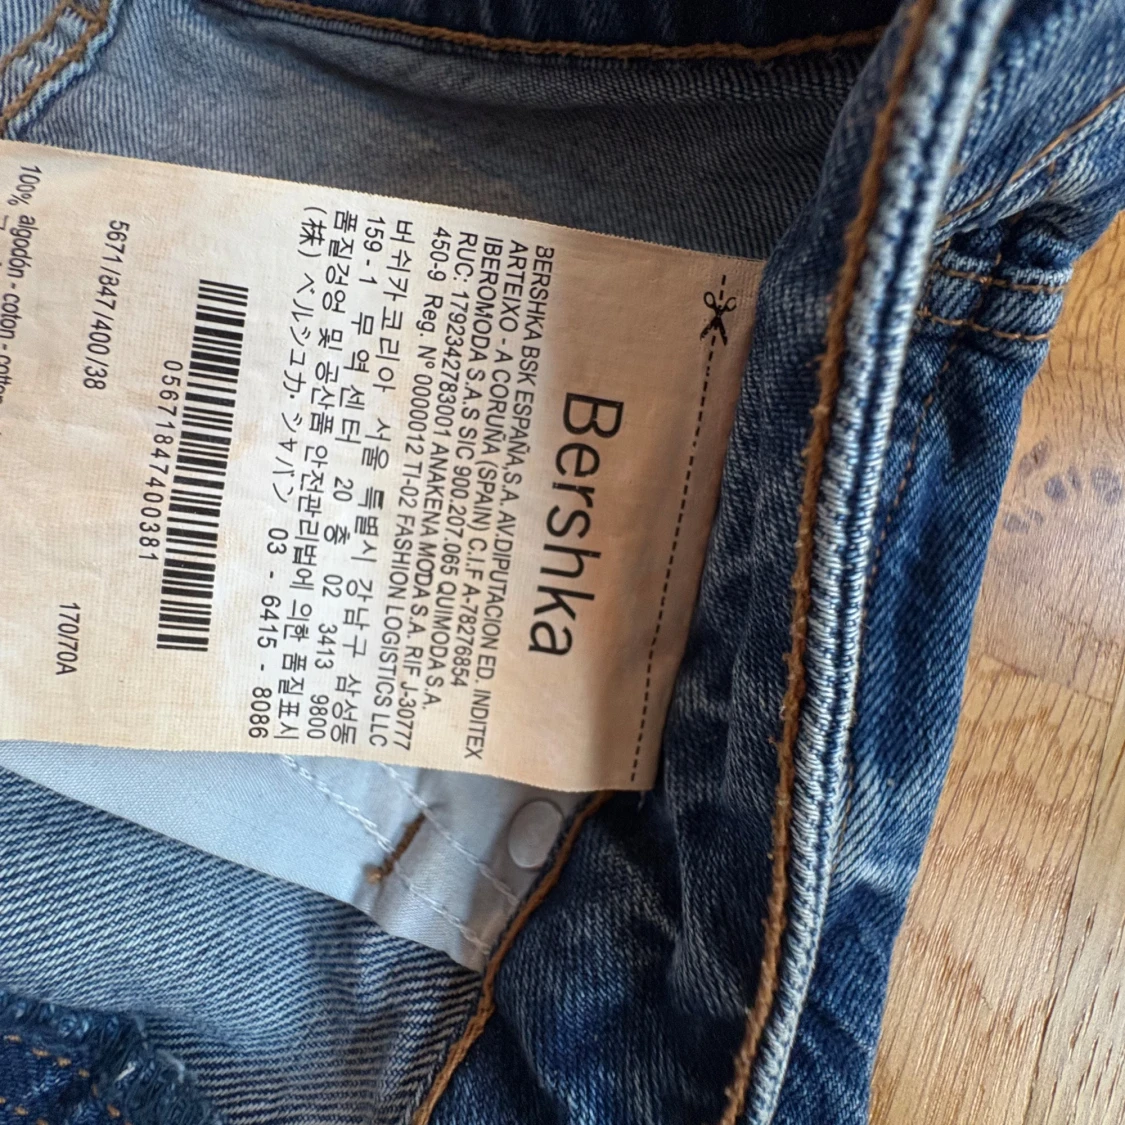 Bershka
BERSHKA BSK ESPAÑA,S.A. AV.DIPUTACION ED. INDITEX
ARTEIXO - A CORUÑA (SPAIN) C.I.F A-78276854
IBEROMODA S.A.S SIC 900.207.065 QUIMODA S.A.
RUC: 1792342783001 ANAKENA MODA S.A. RIF J-30777
450-9 Reg. Nº 0000012 TI-02 FASHION LOGISTICS LLC
버쉬카코리아 서울 특별시 강남구 삼성동
159-1 무역센터 20층 02 3413 9800
품질경영 및 공산품 안전관리법에 의한 품질표시
(株) ベルシュカ・ジャパン 03 - 6415 - 8086
05671847400381
5671/847/400/38
170/70A
100% algodón - coton -